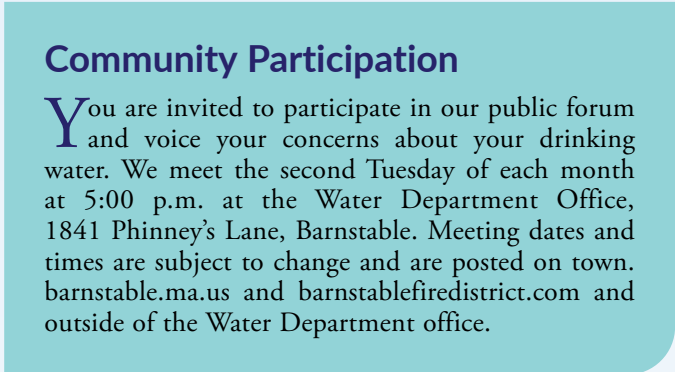 Community Participation
You are invited to participate in our public forum
and voice your concerns about your drinking
water. We meet the second Tuesday of each month
at 5:00 p.m. at the Water Department Office,
1841 Phinney’s Lane, Barnstable. Meeting dates and
times are subject to change and are posted on town.
barnstable.ma.us and barnstablefiredistrict.com and
outside of the Water Department office.